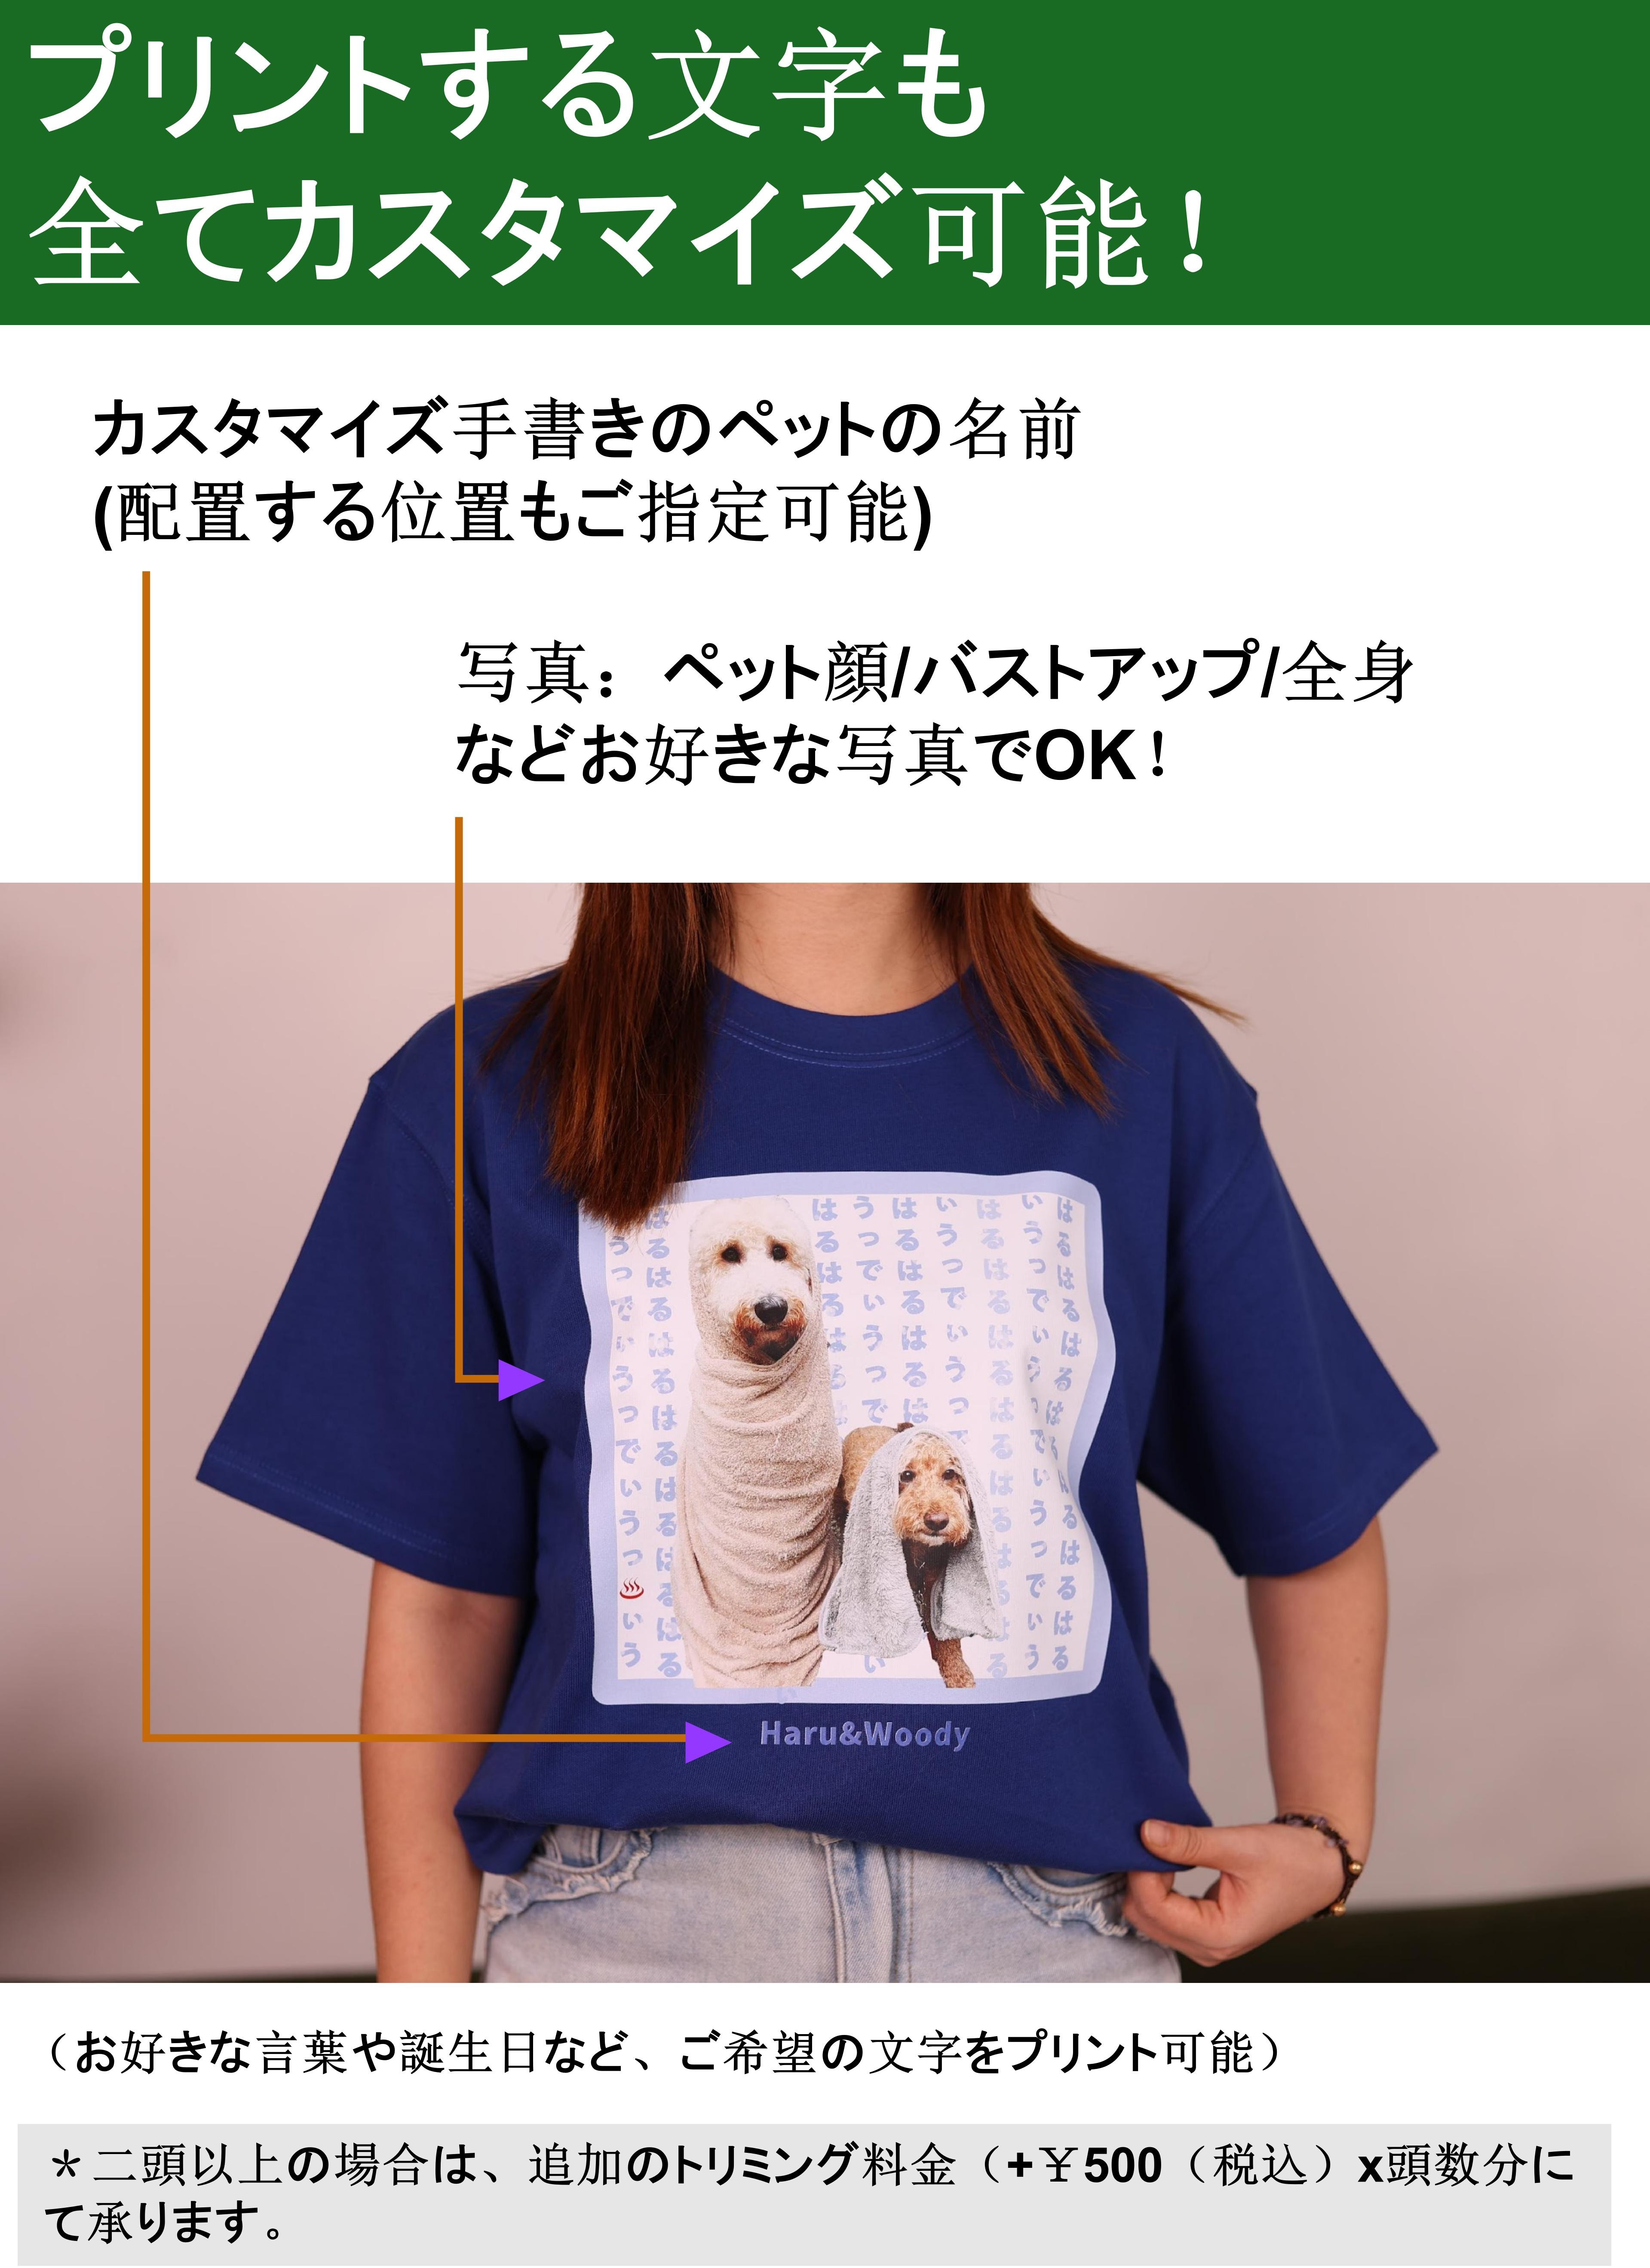 プリントする文字も
全てカスタマイズ可能！
カスタマイズ手書きのペットの名前
(配置する位置もご指定可能)
写真：ペット顔/バストアップ/全身
などお好きな写真でOK！
Haru&Woody
（お好きな言葉や誕生日など、ご希望の文字をプリント可能）
＊二頭以上の場合は、追加のトリミング料金（+￥500（税込）x頭数分に
て承ります。